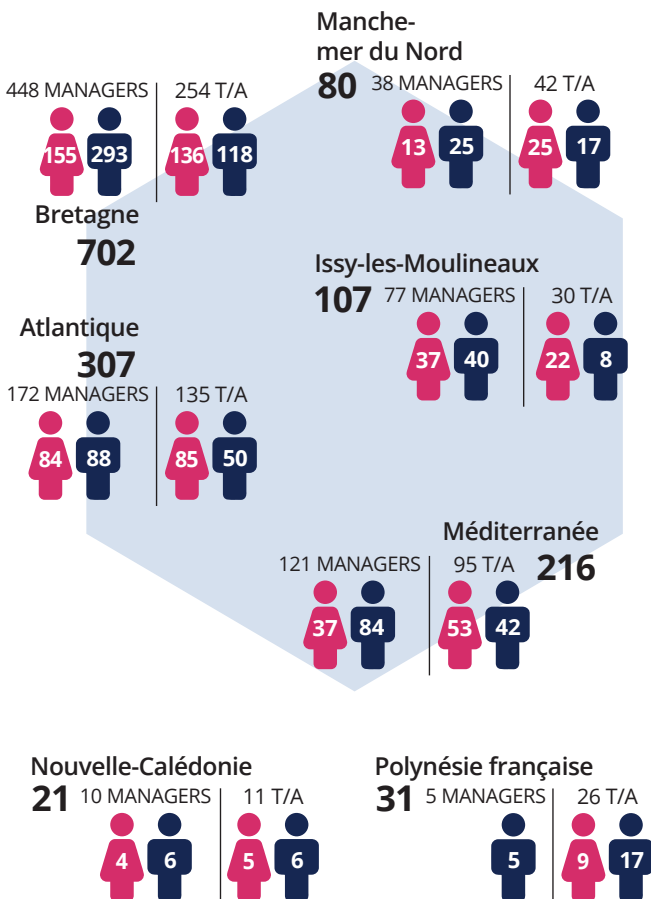 448 MANAGERS 254 T/A
155 293 136 118
Bretagne
702
Manche-
mer du Nord
80 38 MANAGERS 42 T/A
13 25 25 17
Issy-les-Moulineaux
107 77 MANAGERS 30 T/A
37 40 22 8
Atlantique
307
172 MANAGERS 135 T/A
84 88 85 50
Méditerranée
121 MANAGERS 95 T/A 216
37 84 53 42
Nouvelle-Calédonie
21 10 MANAGERS 11 T/A
4 6 5 6
Polynésie française
31 5 MANAGERS 26 T/A
5 9 17